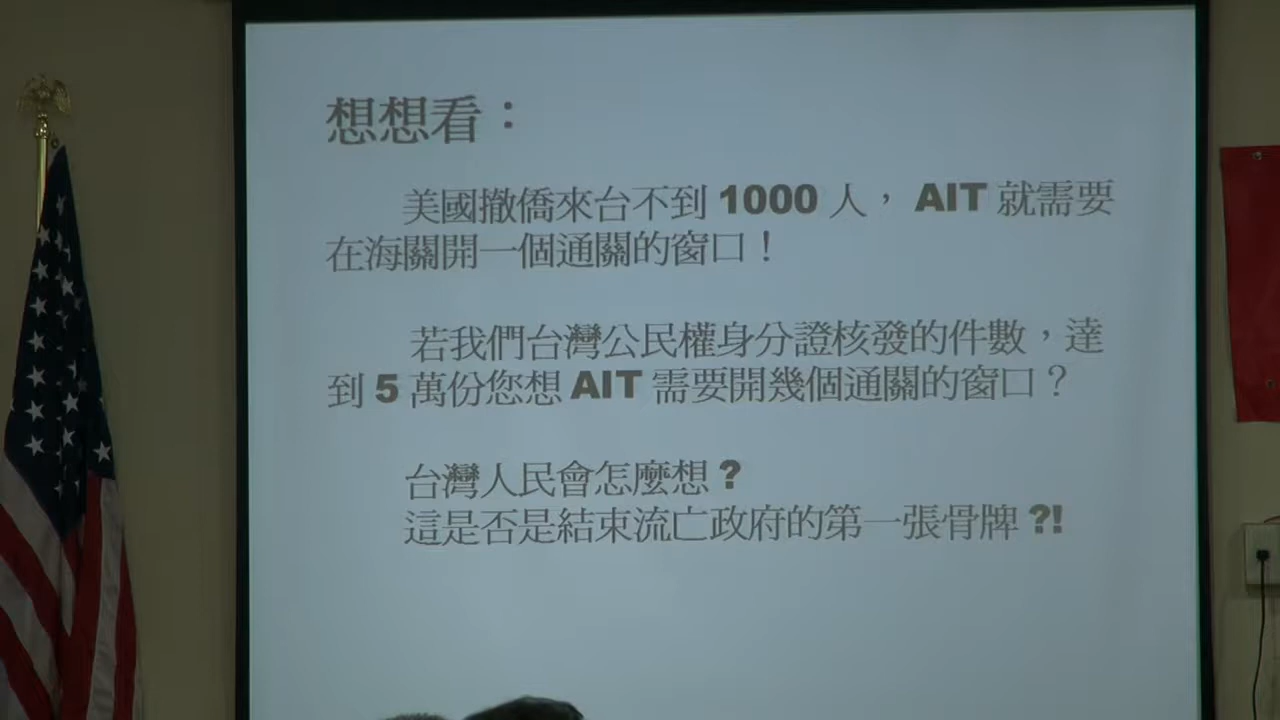 想想看：
美國撤僑來台不到 1000 人， AIT 就需要
在海關開一個通關的窗口！
若我們台灣公民權身分證核發的件數，達
到 5 萬份您想 AIT 需要開幾個通關的窗口？
台灣人民會怎麼想？
這是否是結束流亡政府的第一張骨牌 ?!